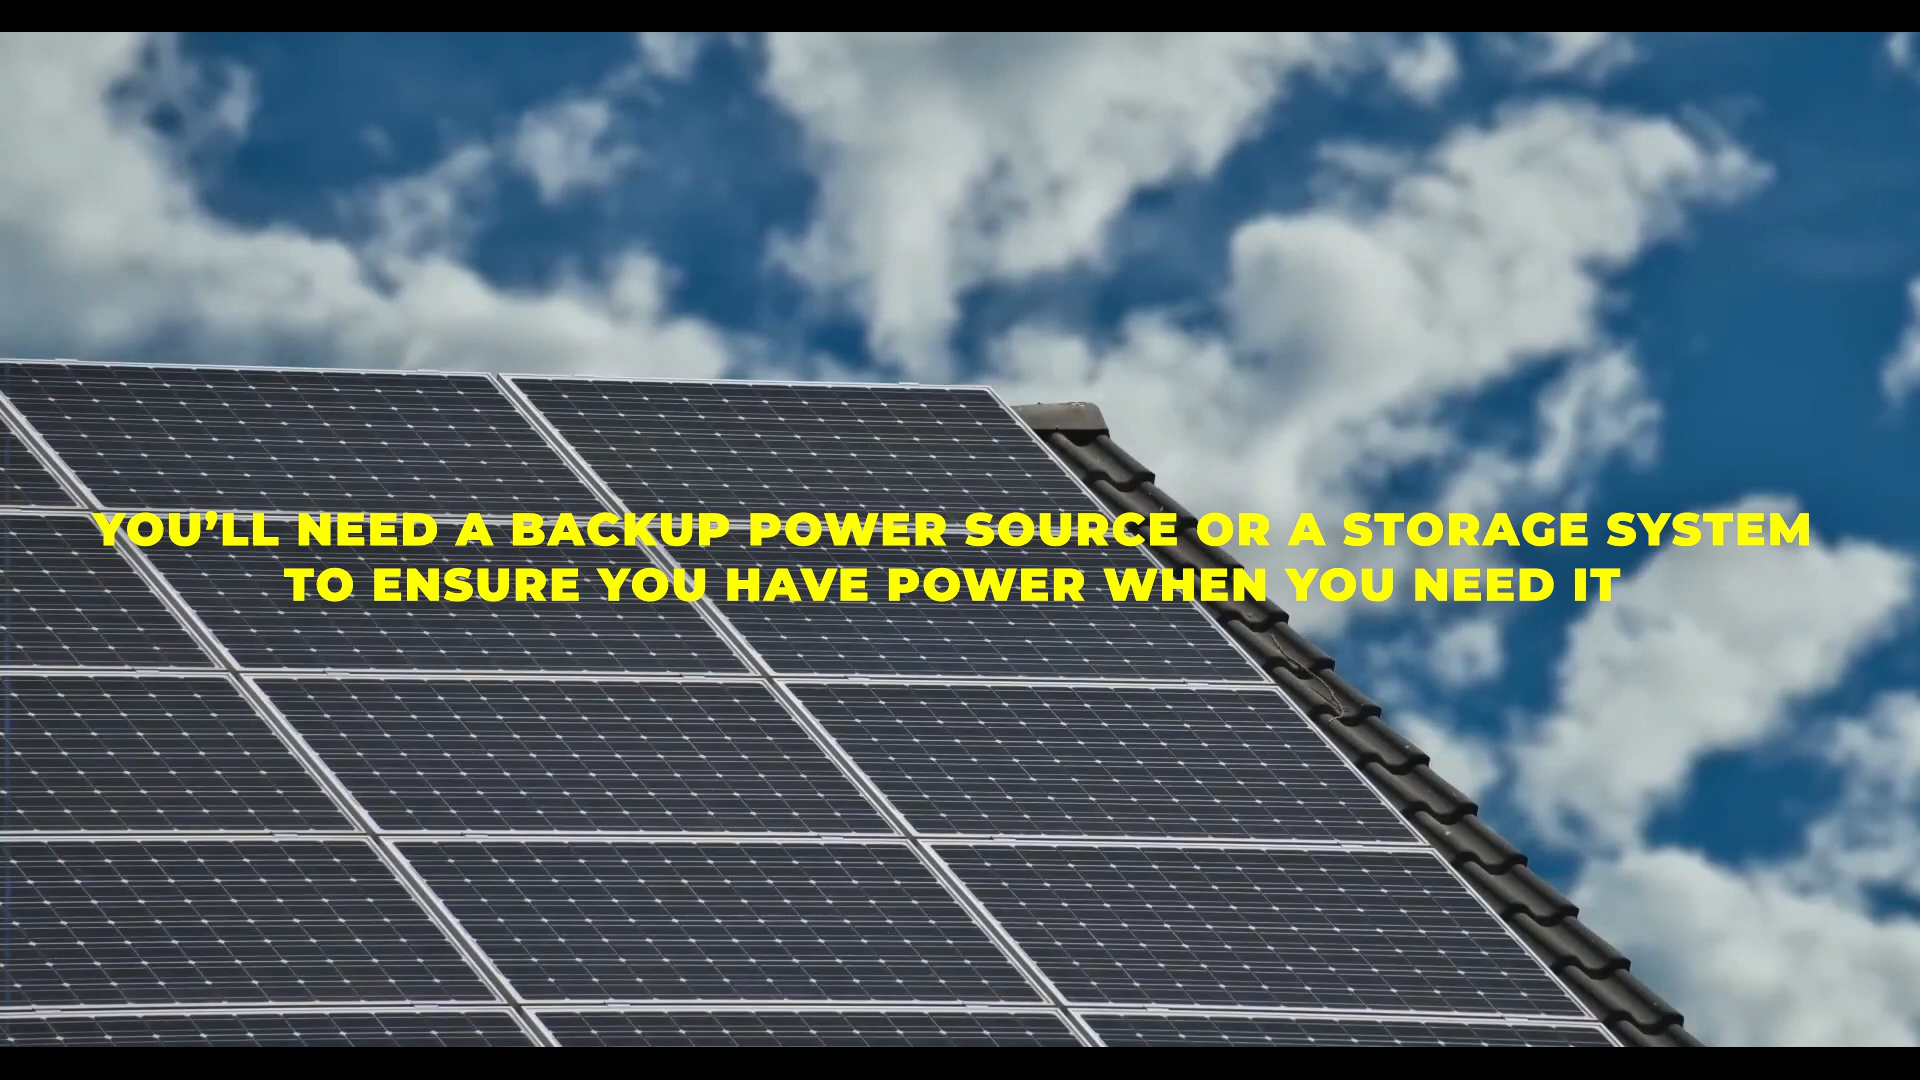 YOU’LL NEED A BACKUP POWER SOURCE OR A STORAGE SYSTEM
TO ENSURE YOU HAVE POWER WHEN YOU NEED IT